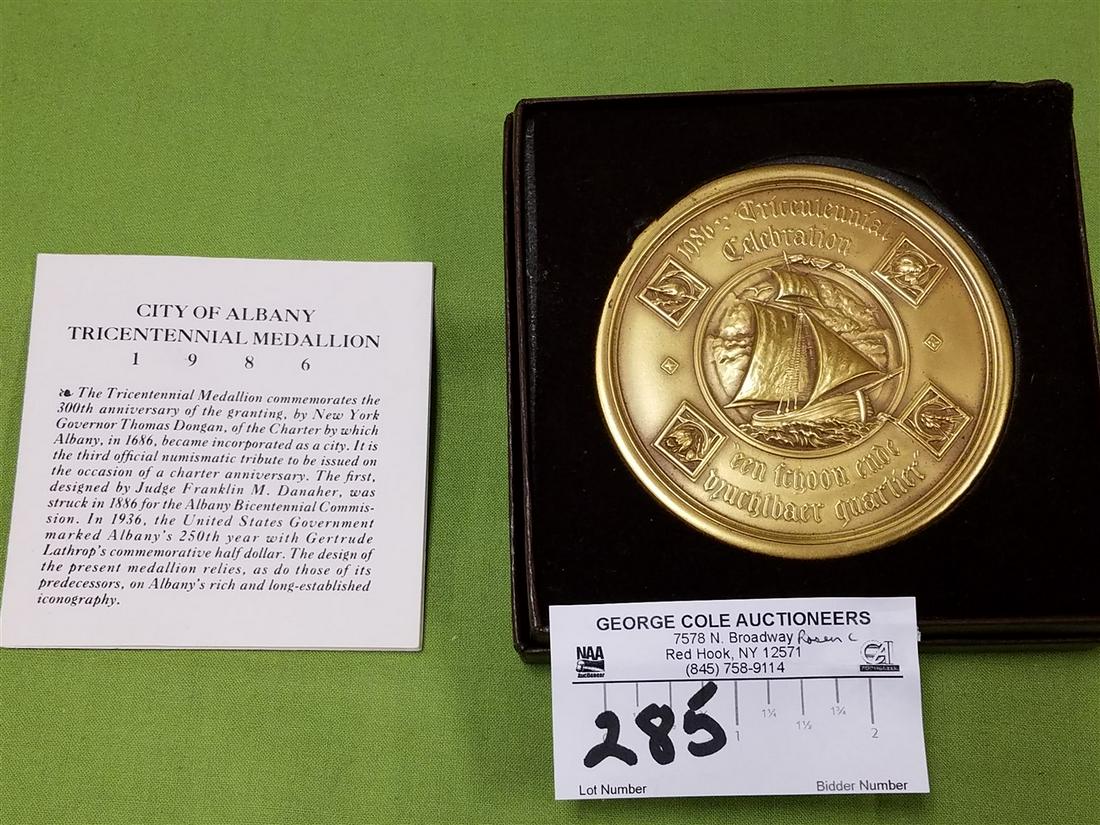 CITY OF ALBANY
TRICENTENNIAL MEDALLION
1 9 8 6
❧ The Tricentennial Medallion commemorates the
300th anniversary of the granting, by New York
Governor Thomas Dongan, of the Charter by which
Albany, in 1686, became incorporated as a city. It is
the third official numismatic tribute to be issued on
the occasion of a charter anniversary. The first,
designed by Judge Franklin M. Danaher, was
struck in 1886 for the Albany Bicentennial Commis-
sion. In 1936, the United States Government
marked Albany's 250th year with Gertrude
Lathrop's commemorative half dollar. The design of
the present medallion relies, as do those of its
predecessors, on Albany's rich and long-established
iconography.
1986 Tricentennial
Celebration
'een schoon ende
vruchtbaer quartier'
GEORGE COLE AUCTIONEERS
7578 N. Broadway Rosen C
Red Hook, NY 12571
(845) 758-9114
NAA
Auctioneer
285
1 1¼ 1½ 1¾ 2
Lot Number Bidder Number